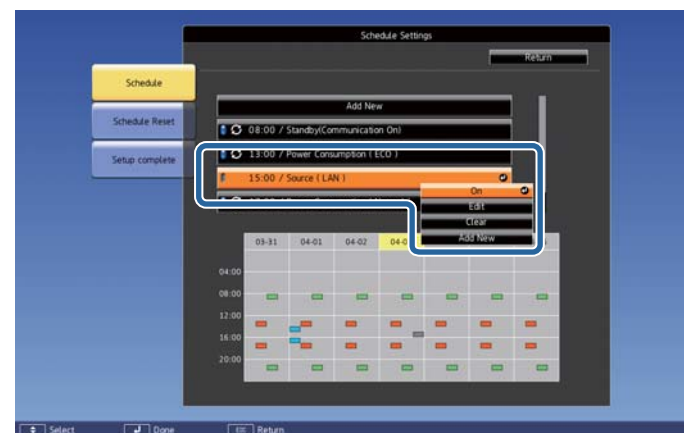 Schedule Settings
Return
Schedule
Schedule Reset
Setup complete
Add New
08:00 / Standby(Communication On)
13:00 / Power Consumption ( ECO )
15:00 / Source ( LAN )
On
Edit
Clear
Add New
03-31 04-01 04-02
04:00
08:00
12:00
16:00
20:00
Select Done Return